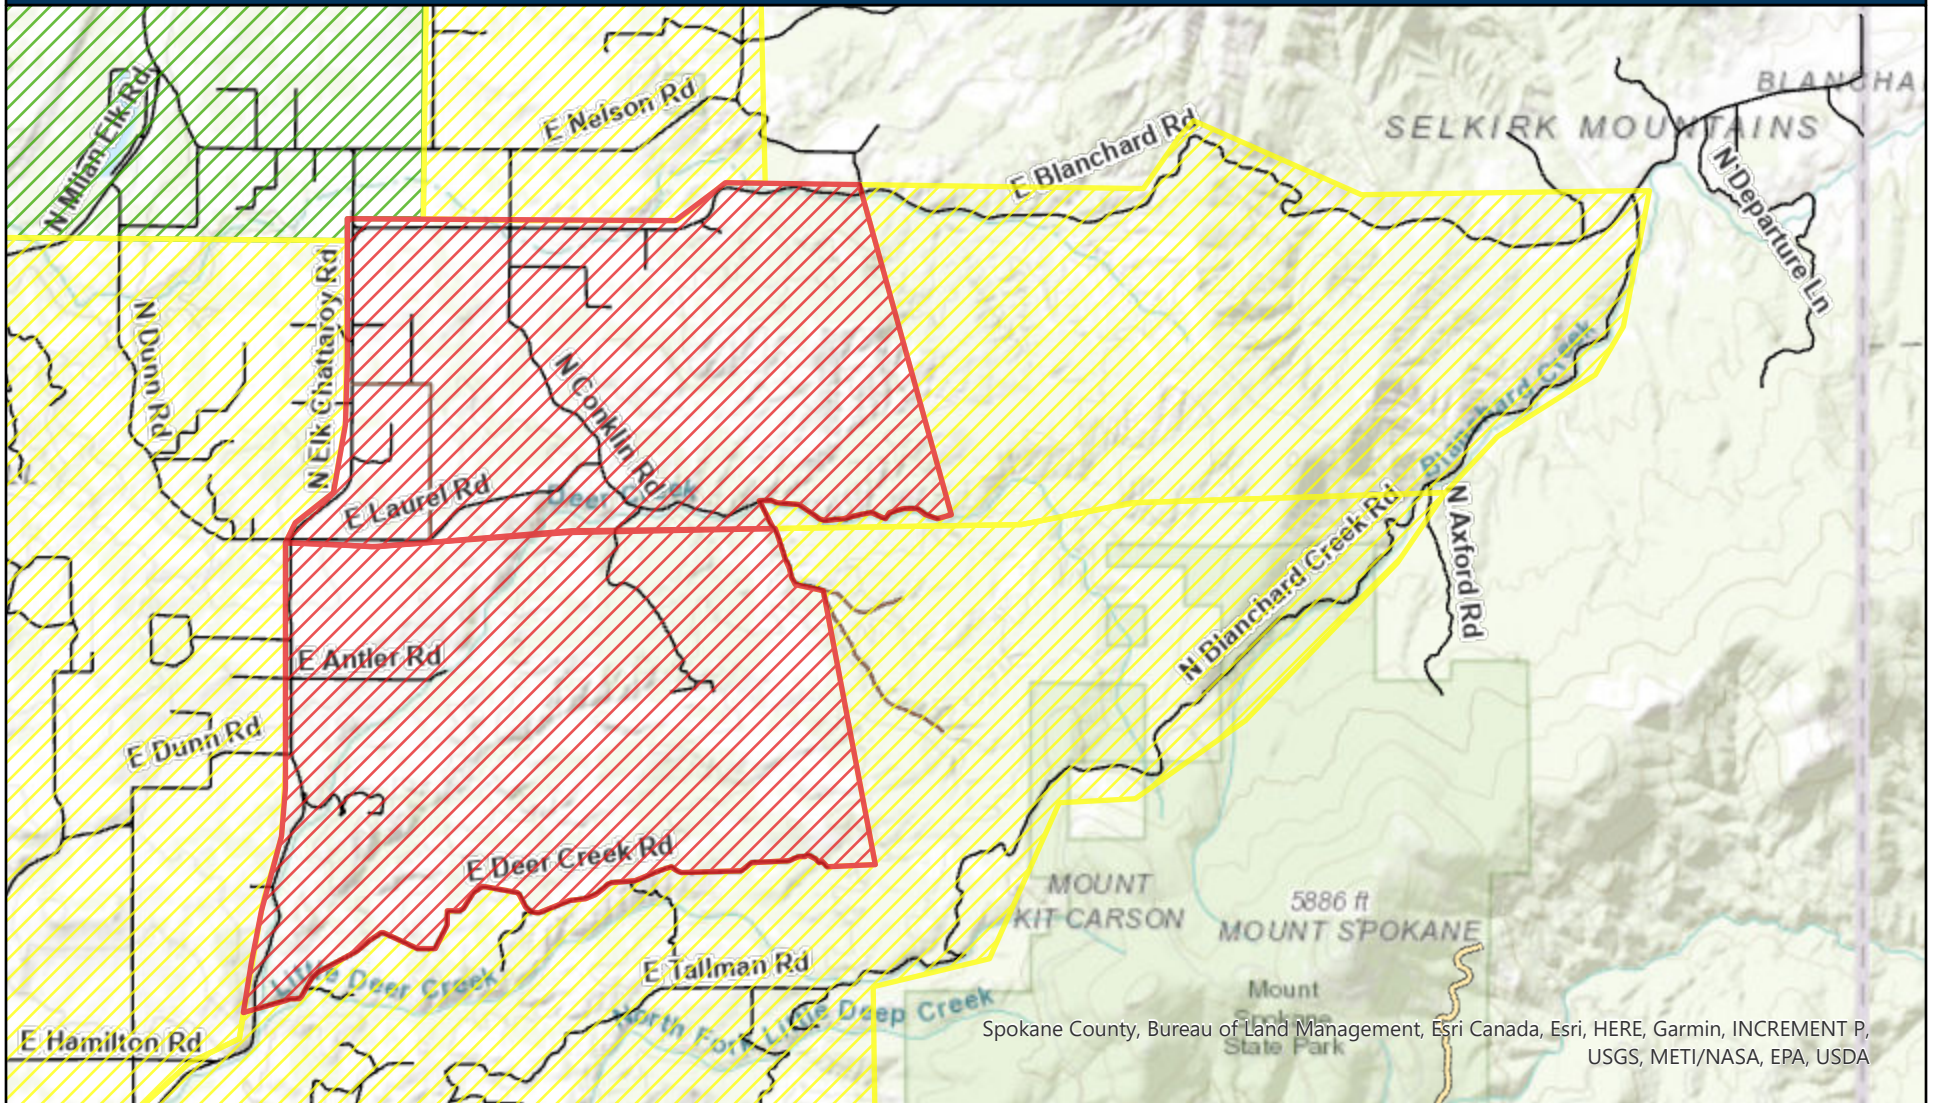 BLANCHA
N Milan Elk Rd
E Nelson Rd
E Blanchard Rd
SELKIRK MOUNTAINS
N Departure Ln
N Elk Chattaroy Rd
N Dunn Rd
N Conklin Rd
Blanchard Creek
E Laurel Rd
Deer Creek
N Blanchard Creek Rd
N Axford Rd
E Antler Rd
E Dunn Rd
E Deer Creek Rd
MOUNT
KIT CARSON
5886 ft
MOUNT SPOKANE
Little Deer Creek
E Tallman Rd
North Fork Little Deep Creek
Mount
Spokane
State Park
E Hamilton Rd
Spokane County, Bureau of Land Management, Esri Canada, Esri, HERE, Garmin, INCREMENT P,
USGS, METI/NASA, EPA, USDA